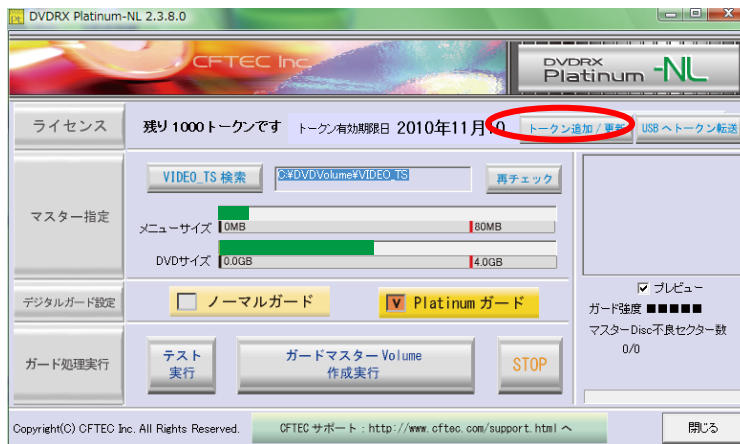 DVDRX Platinum-NL 2.3.8.0
CFTEC Inc.
DVDRX
Platinum -NL
ライセンス
残り1000トークンです トークン有効期限日 2010年11月10
トークン追加 / 更新
USB へトークン転送
マスター指定
VIDEO_TS 検索
C:¥DVDVolume¥VIDEO_TS
再チェック
メニューサイズ 0MB 80MB
DVDサイズ 0.0GB 4.0GB
デジタルガード設定
ノーマルガード
V Platinum ガード
プレビュー
ガード強度 ■■■■■
マスターDisc不良セクター数
0/0
ガード処理実行
テスト
実行
ガードマスター Volume
作成実行
STOP
Copyright(C) CFTEC Inc. All Rights Reserved.
CFTEC サポート : http://www.cftec.com/support.html へ
閉じる